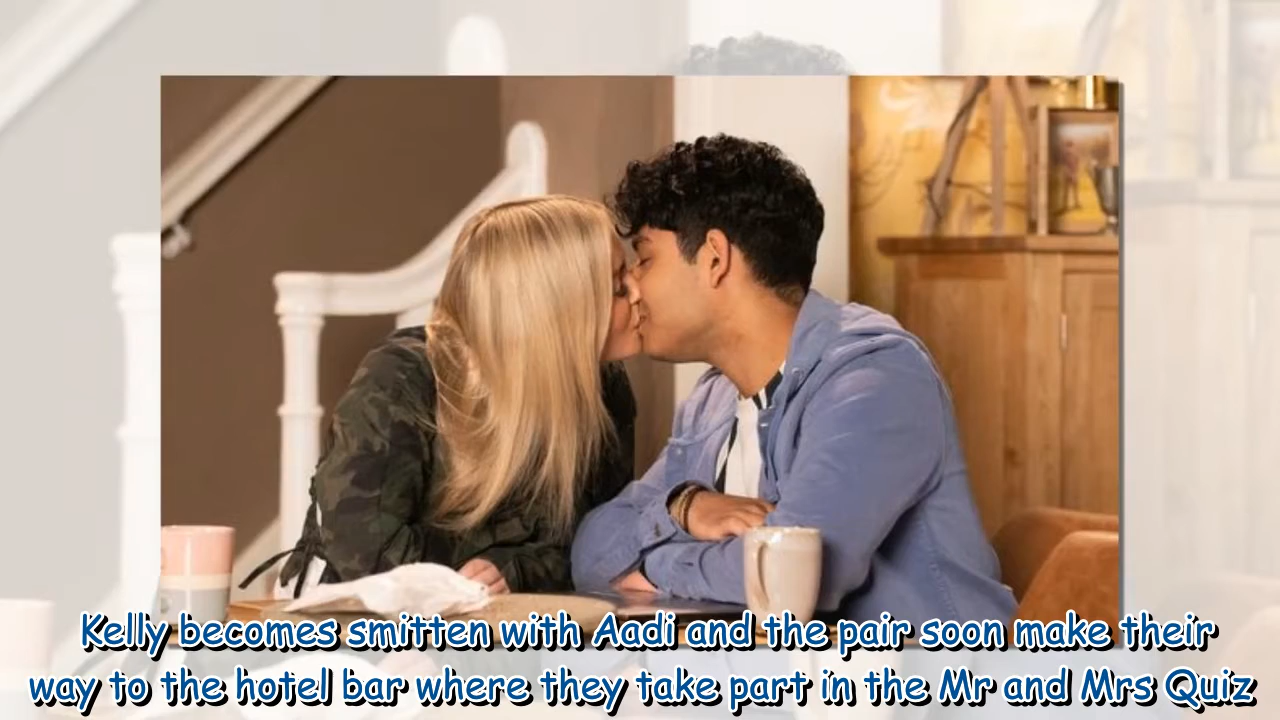 Kelly becomes smitten with Aadi and the pair soon make their
way to the hotel bar where they take part in the Mr and Mrs Quiz